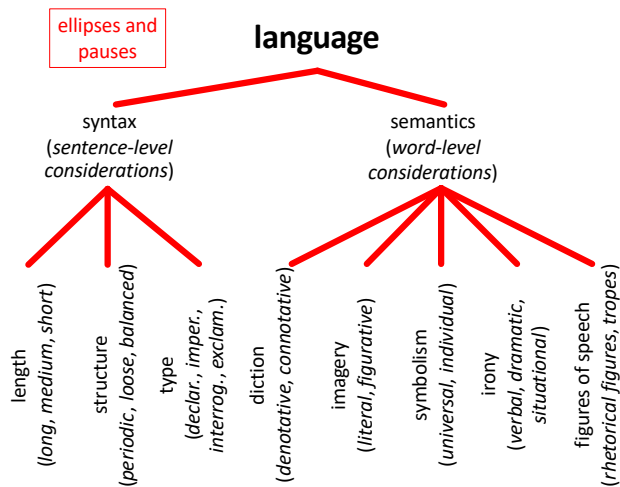 ellipses and
pauses
language
syntax
(sentence-level
considerations)
semantics
(word-level
considerations)
length
(long, medium, short)
structure
(periodic, loose, balanced)
type
(declar., imper.,
interrog., exclam.)
diction
(denotative, connotative)
imagery
(literal, figurative)
symbolism
(universal, individual)
irony
(verbal, dramatic,
situational)
figures of speech
(rhetorical figures, tropes)